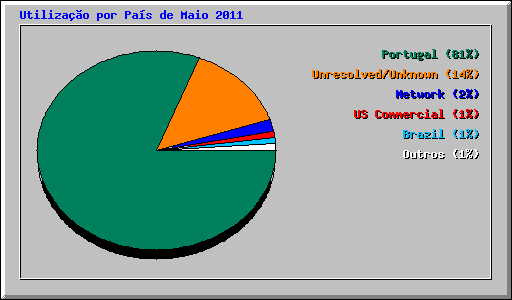 Utilização por País de Maio 2011
Portugal (81%)
Unresolved/Unknown (14%)
Network (2%)
US Commercial (1%)
Brazil (1%)
Outros (1%)